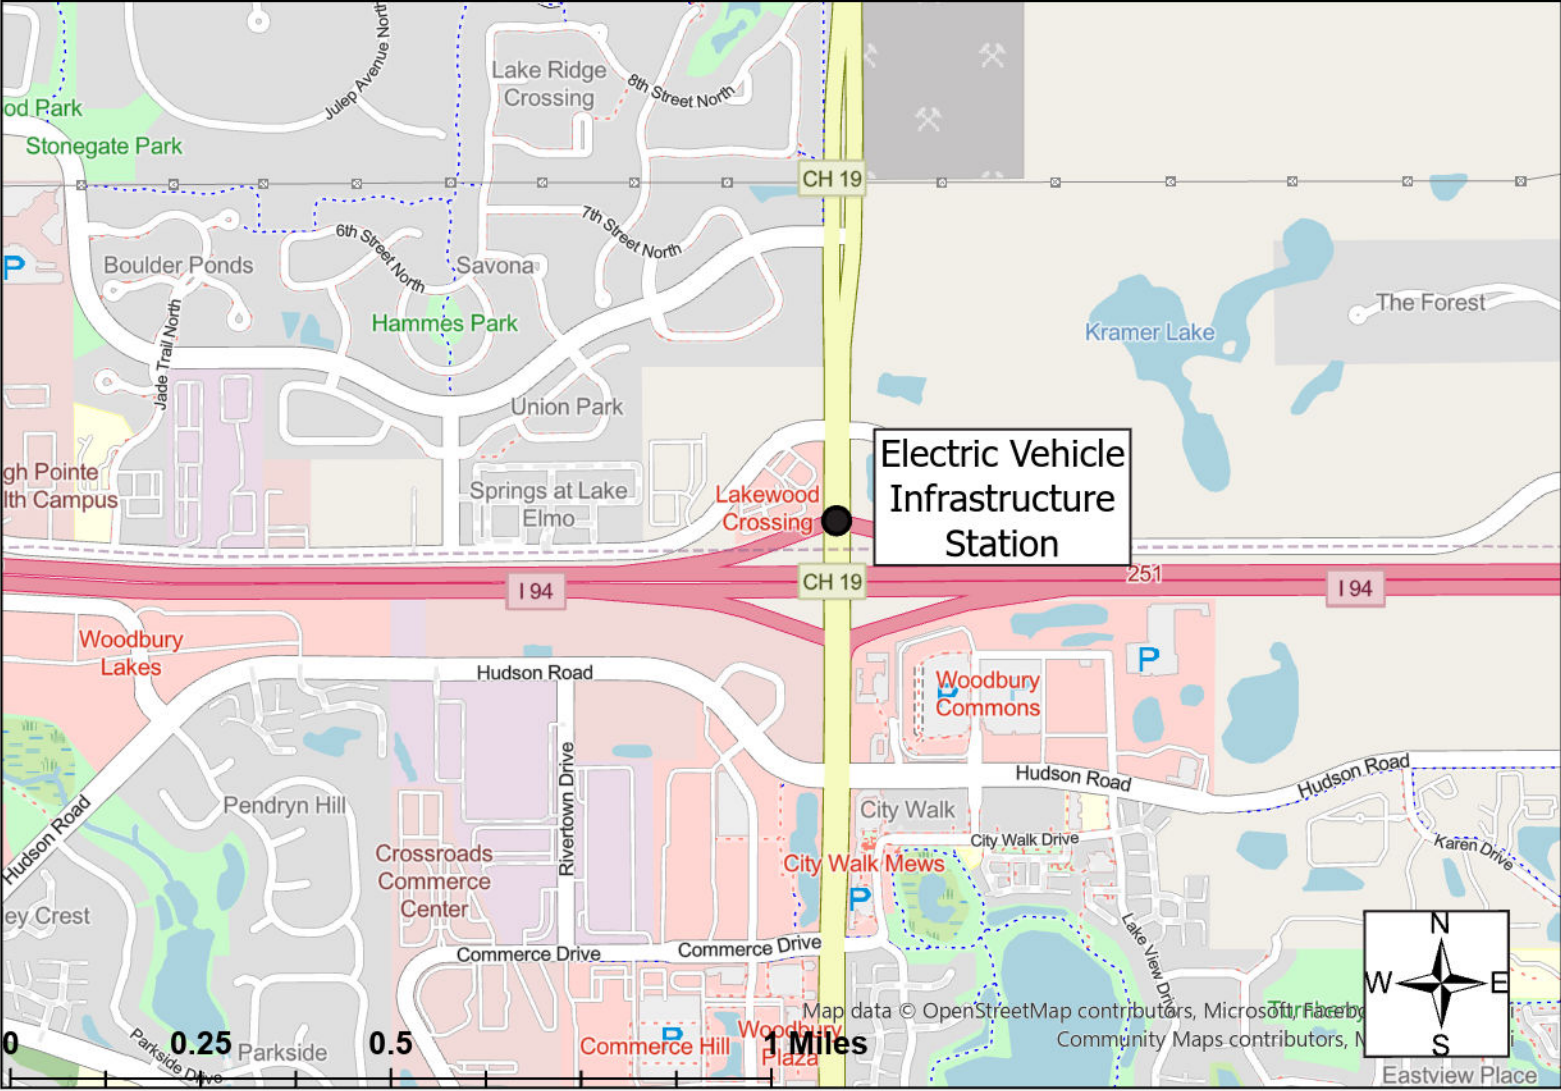 Julep Avenue North
Lake Ridge
Crossing
8th Street North
od Park
Stonegate Park
CH 19
7th Street North
6th Street North
P
Boulder Ponds
Savona
The Forest
Kramer Lake
Hammes Park
Jade Trail North
Union Park
Electric Vehicle
Infrastructure
Station
gh Pointe
lth Campus
Springs at Lake
Elmo
Lakewood
Crossing
I 94
CH 19
251
I 94
Woodbury
Lakes
Hudson Road
P
P
Woodbury
Commons
Hudson Road
Hudson Road
Hudson Road
Pendryn Hill
Rivertown Drive
City Walk
City Walk Drive
Karen Drive
Crossroads
Commerce
Center
City Walk Mews
P
ey Crest
Commerce Drive
Commerce Drive
Lake View Drive
N
W
E
S
Map data © OpenStreetMap contributors, Microsoft, Facebo
Community Maps contributors, M
0
0.25
0.5
1 Miles
Parkside Drive
Parkside
P
Commerce Hill
Woodbury
Plaza
Eastview Place